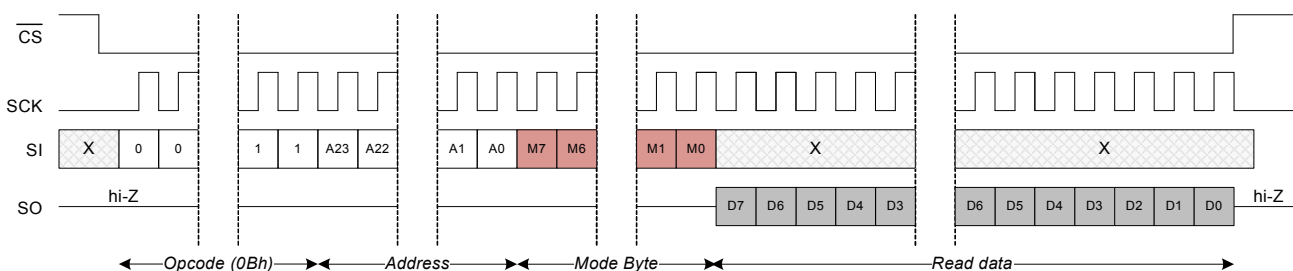 CS
SCK
SI X 0 0 1 1 A23 A22 A1 A0 M7 M6 M1 M0 X X
hi-Z hi-Z
SO D7 D6 D5 D4 D3 D6 D5 D4 D3 D2 D1 D0
Opcode (0Bh) Address Mode Byte Read data